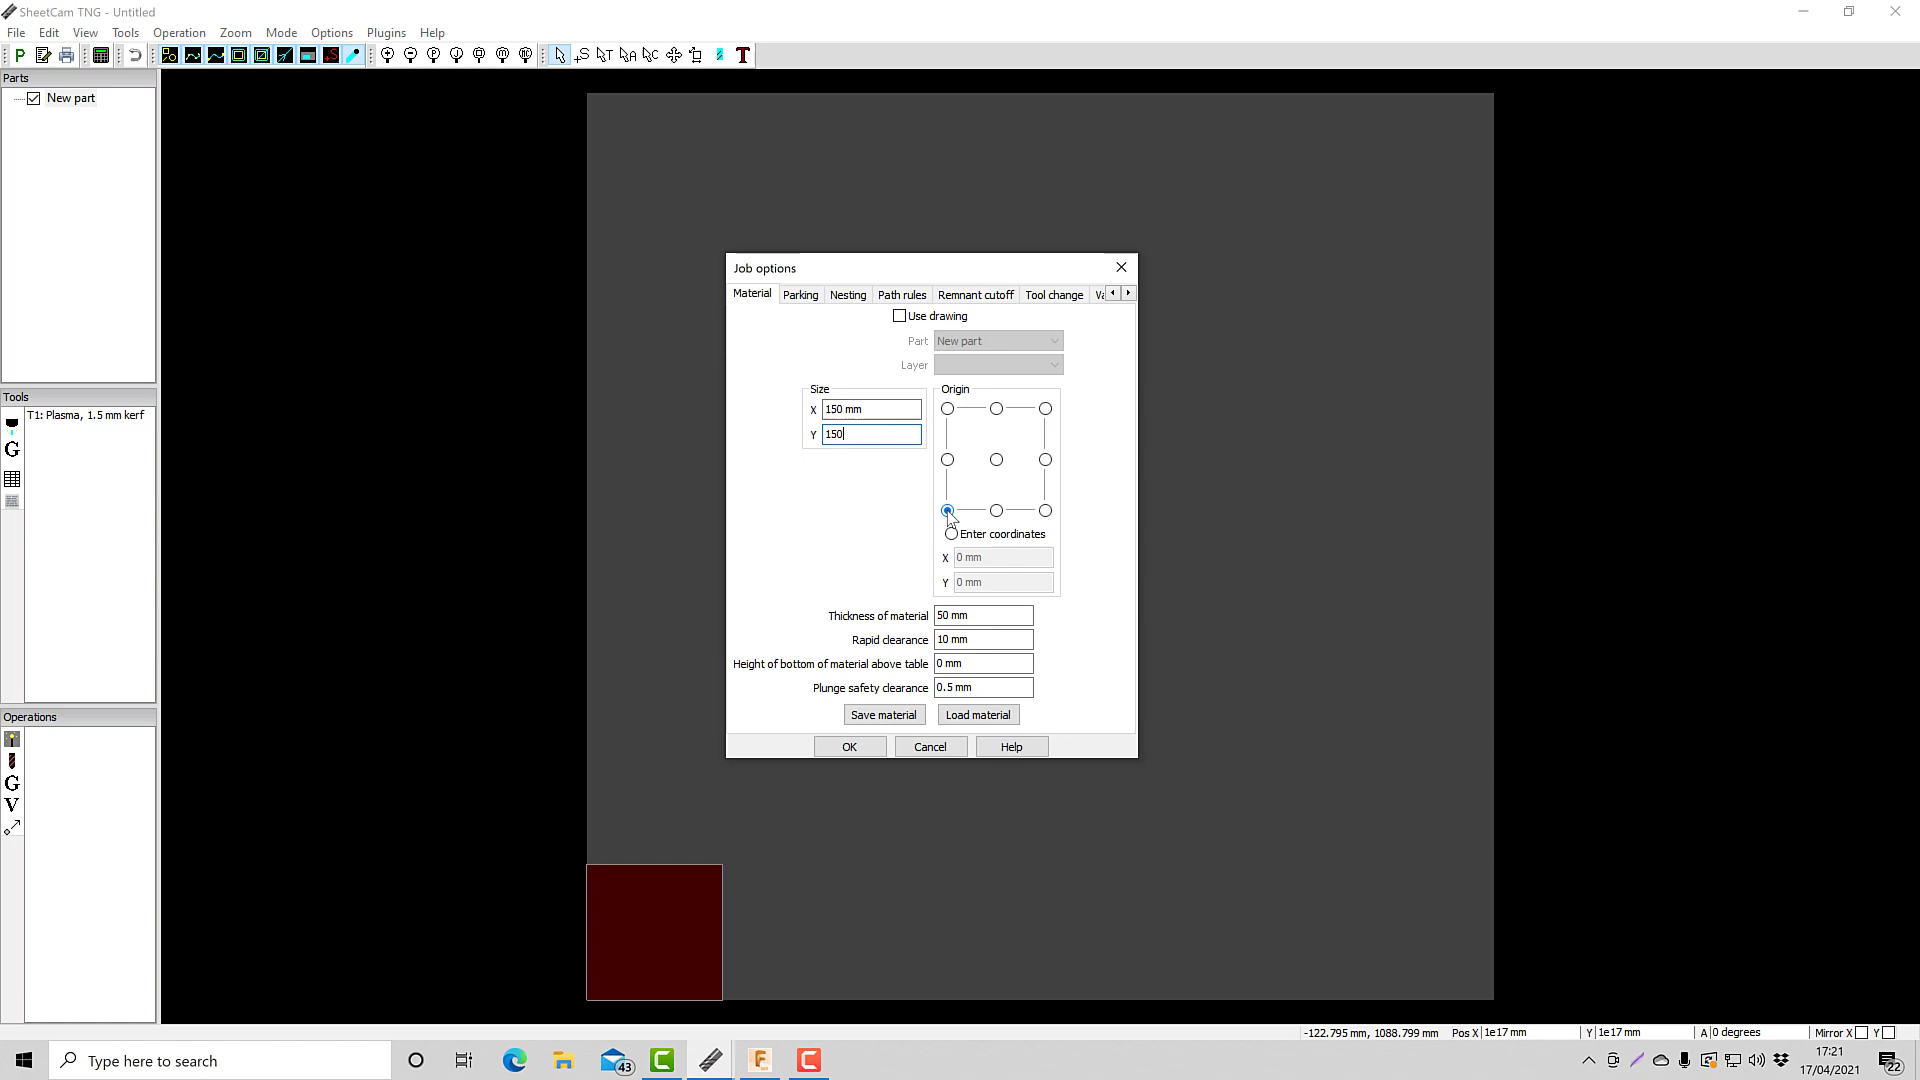 SheetCam TNG - Untitled
File Edit View Tools Operation Zoom Mode Options Plugins Help
Parts
New part
Tools
T1: Plasma, 1.5 mm kerf
Operations
Job options
Material Parking Nesting Path rules Remnant cutoff Tool change
Use drawing
Part New part
Layer
Size
X 150 mm
Y 150
Origin
Enter coordinates
X 0 mm
Y 0 mm
Thickness of material 50 mm
Rapid clearance 10 mm
Height of bottom of material above table 0 mm
Plunge safety clearance 0.5 mm
Save material Load material
OK Cancel Help
-122.795 mm, 1088.799 mm Pos X 1e17 mm Y 1e17 mm A 0 degrees Mirror X Y
Type here to search
43
17:21
17/04/2021
22